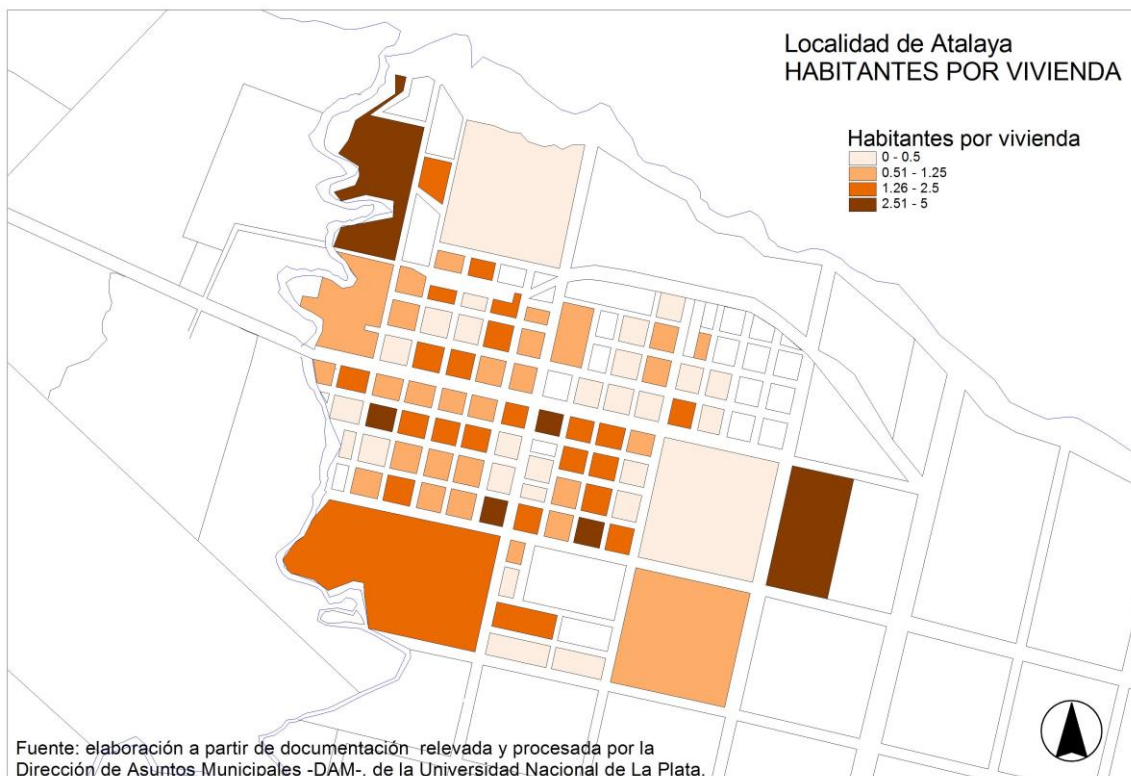 Localidad de Atalaya
HABITANTES POR VIVIENDA
Habitantes por vivienda
0 - 0.5
0.51 - 1.25
1.26 - 2.5
2.51 - 5
Fuente: elaboración a partir de documentación relevada y procesada por la
Dirección de Asuntos Municipales -DAM-, de la Universidad Nacional de La Plata.